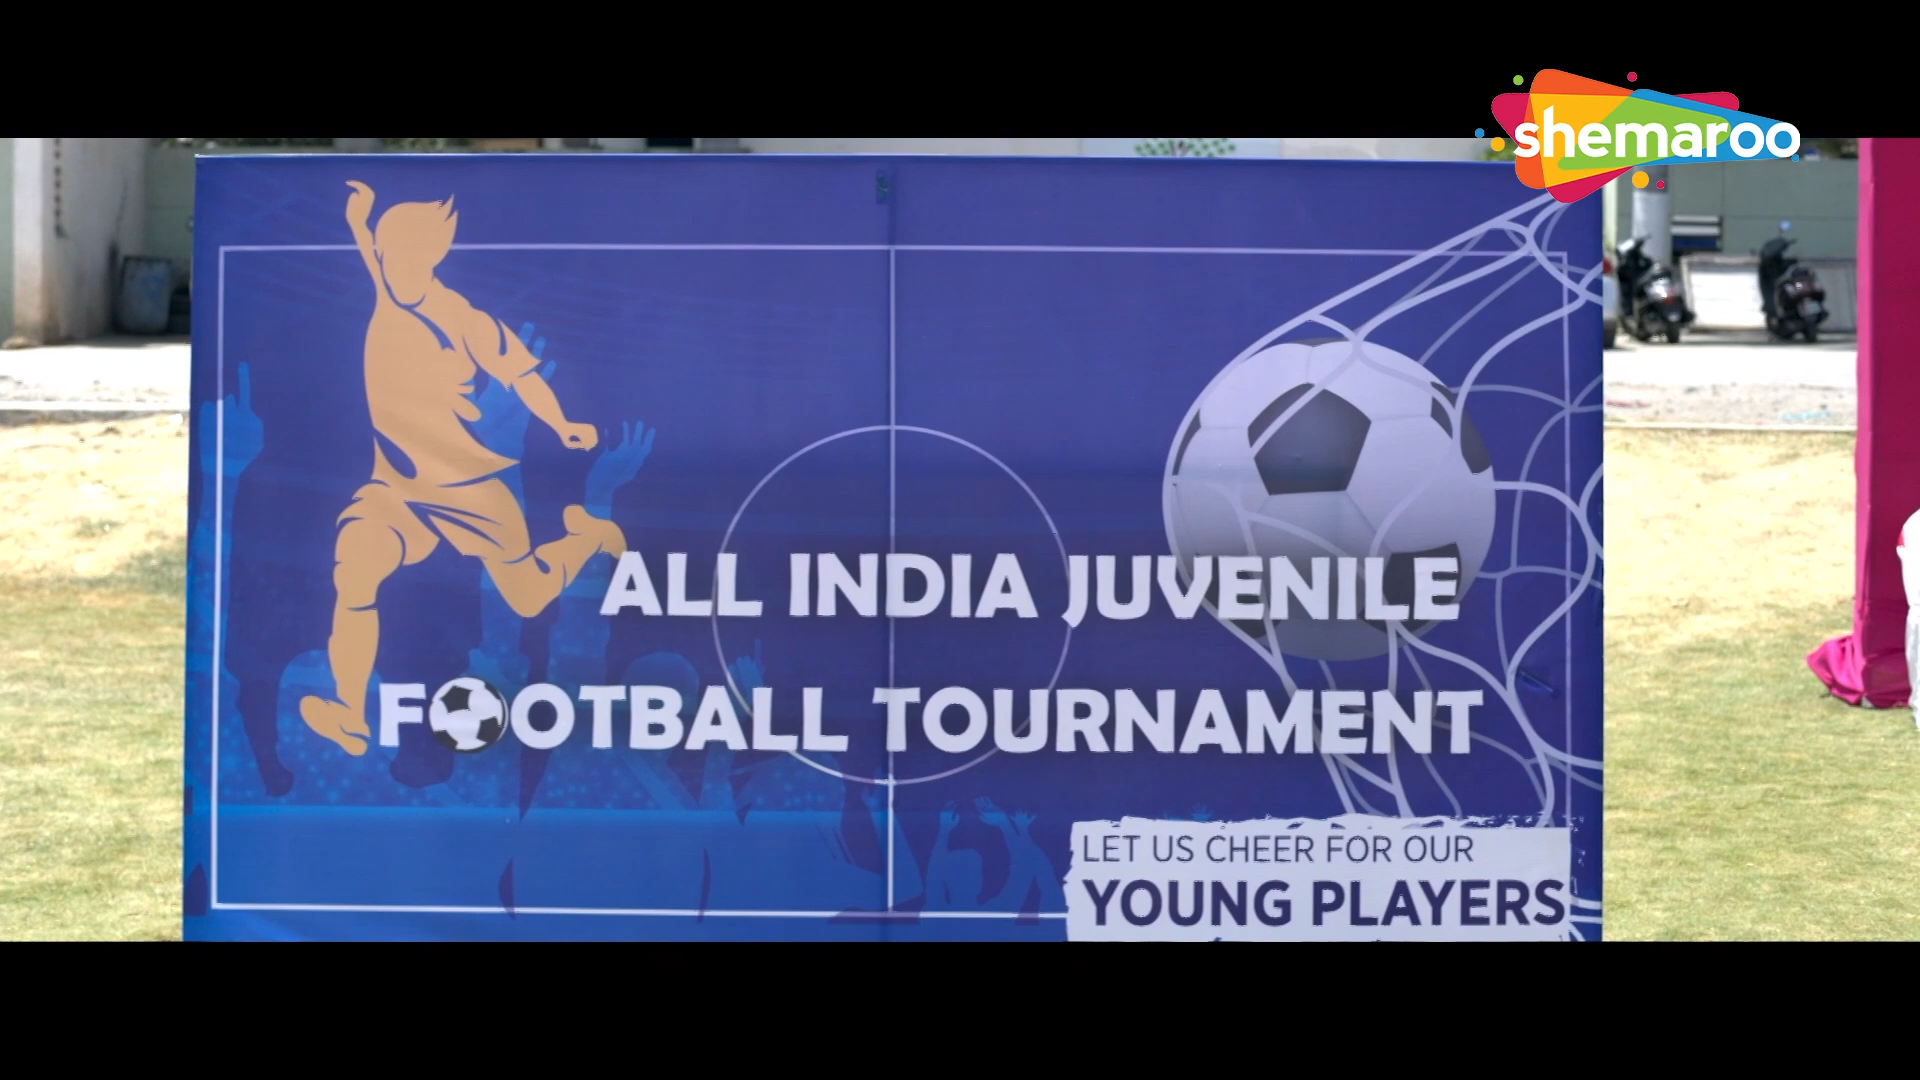 shemaroo
ALL INDIA JUVENILE
FOOTBALL TOURNAMENT
LET US CHEER FOR OUR
YOUNG PLAYERS